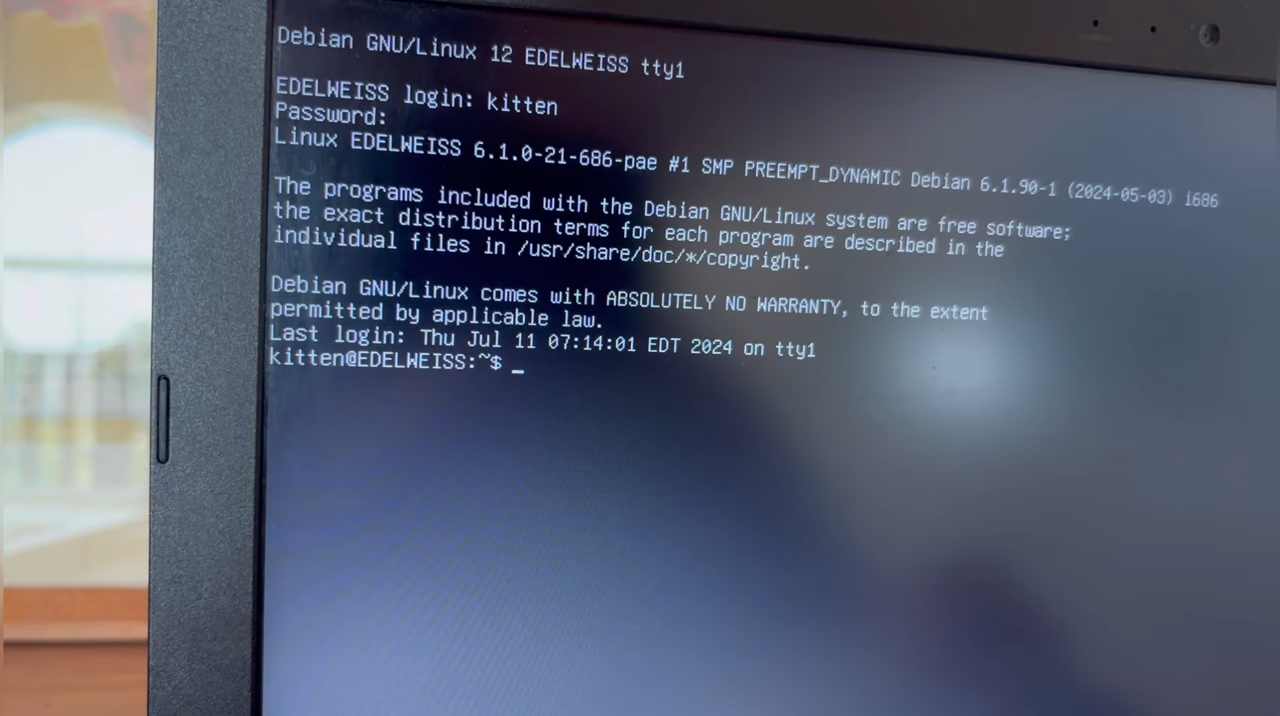 Debian GNU/Linux 12 EDELWEISS tty1
EDELWEISS login: kitten
Password:
Linux EDELWEISS 6.1.0-21-686-pae #1 SMP PREEMPT_DYNAMIC Debian 6.1.90-1 (2024-05-03) i686
The programs included with the Debian GNU/Linux system are free software;
the exact distribution terms for each program are described in the
individual files in /usr/share/doc/*/copyright.
Debian GNU/Linux comes with ABSOLUTELY NO WARRANTY, to the extent
permitted by applicable law.
Last login: Thu Jul 11 07:14:01 EDT 2024 on tty1
kitten@EDELWEISS:~$ _